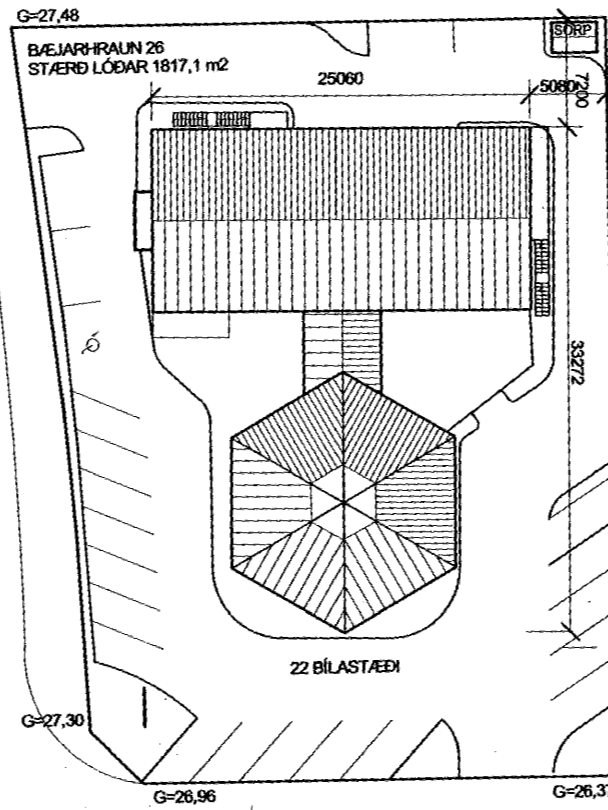 G=27,48
SORP
BÆJARHRAUN 26
STÆRÐ LÓÐAR 1817,1 m2
25060
5080
7200
33272
22 BÍLASTÆÐI
G=27,30
G=26,96